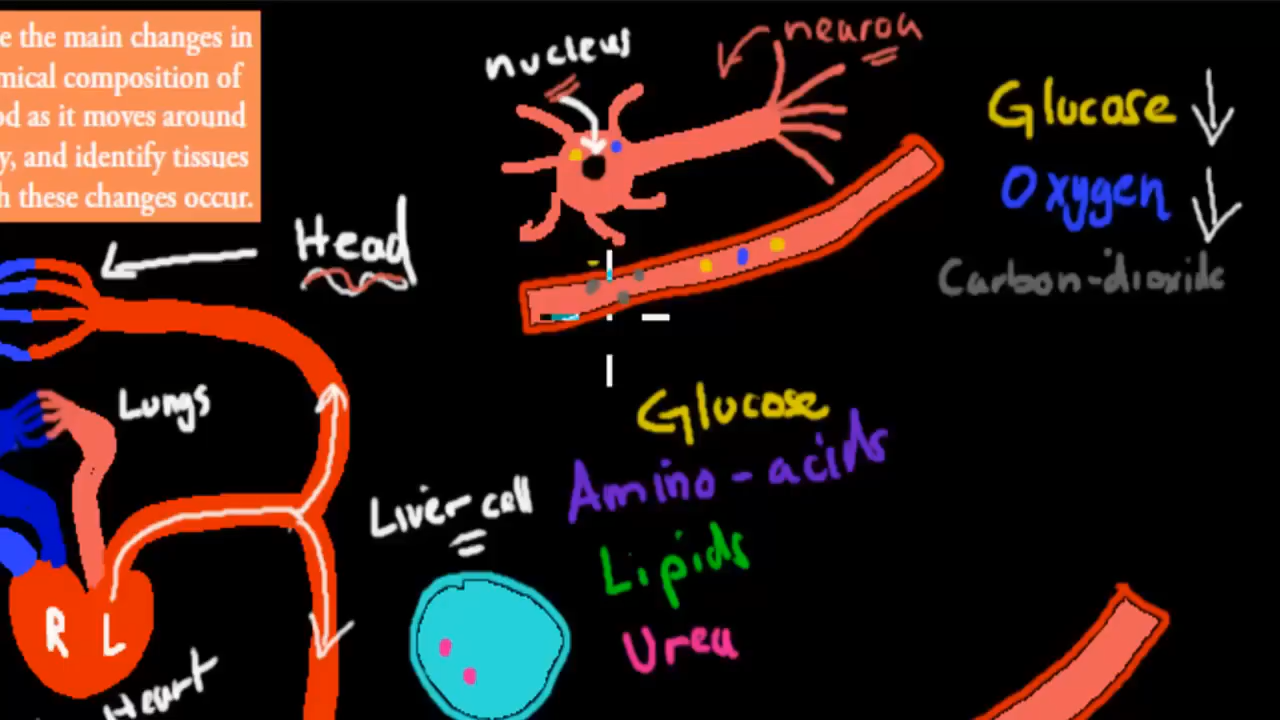 e the main changes in
mical composition of
od as it moves around
y, and identify tissues
h these changes occur.
nucleus
neuron
Glucose
Oxygen
Carbon-dioxide
Head
Lungs
Glucose
Amino-acids
Lipids
Urea
Liver cell
R L
Heart